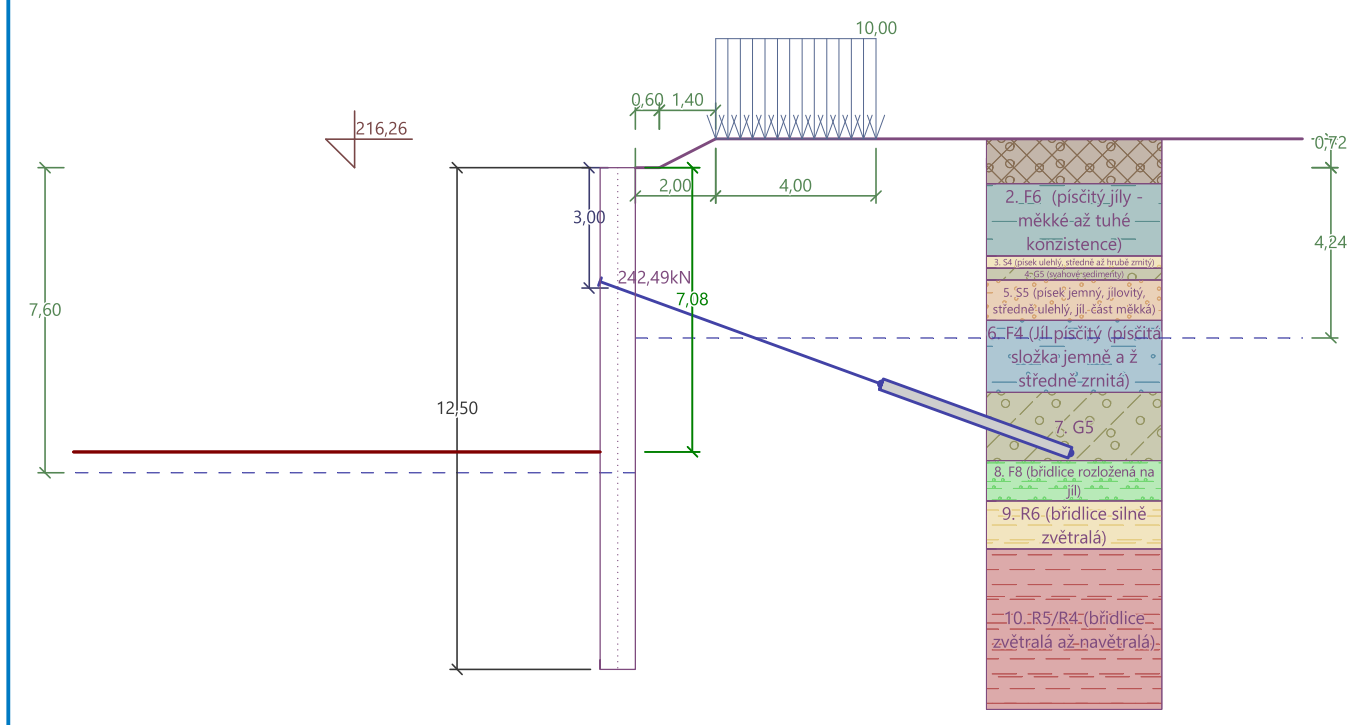 10,00
0,60
1,40
216,26
0,72
2,00
4,00
2. F6 (písčitý jíly -
měkké až tuhé
konzistence)
3,00
4,24
3. S4 (písek ulehlý, středně až hrubě zrnitý)
4. G5 (svahové sedimenty)
242,49kN
7,08
5. S5 (písek jemný, jílovitý,
středně ulehlý, jíl. část měkká)
7,60
6. F4 (Jíl písčitý (písčitá
složka jemně a ž
středně zrnitá)
12,50
7. G5
8. F8 (břidlice rozložená na
jíl)
9. R6 (břidlice silně
zvětralá)
10. R5/R4 (břidlice
zvětralá až navětralá)